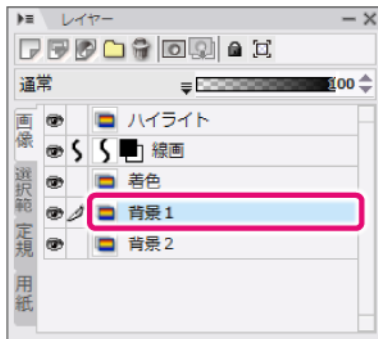 レイヤー
通常
100
画像
選択範
定規
用紙
ハイライト
線画
着色
背景1
背景2